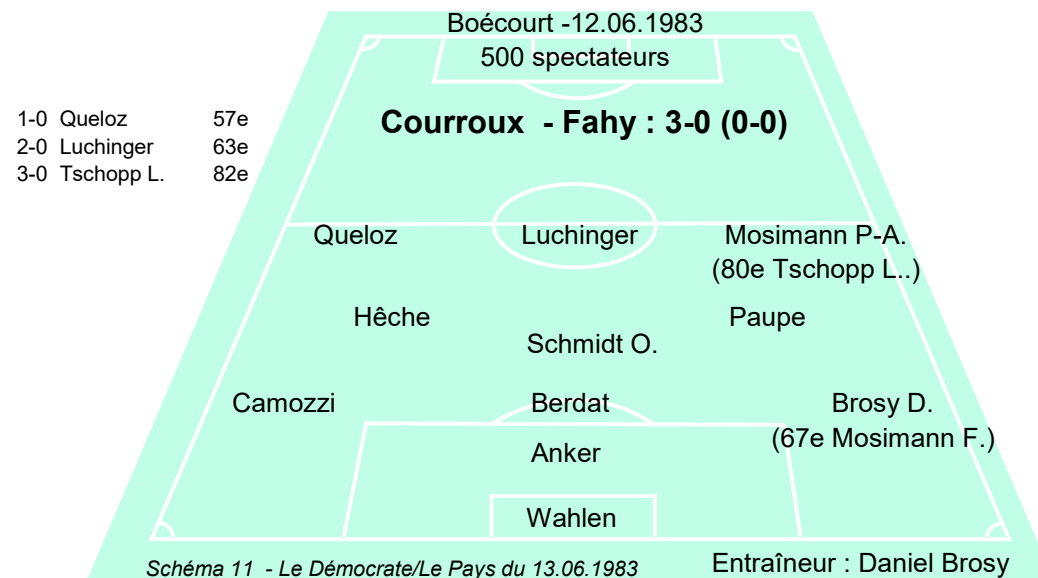 Boécourt -12.06.1983
500 spectateurs
1-0 Queloz 57e
2-0 Luchinger 63e
3-0 Tschopp L. 82e
Courroux - Fahy : 3-0 (0-0)
Queloz Luchinger Mosimann P-A.
(80e Tschopp L..)
Hêche Paupe
Schmidt O.
Camozzi Berdat Brosy D.
(67e Mosimann F.)
Anker
Wahlen
Schéma 11 - Le Démocrate/Le Pays du 13.06.1983 Entraîneur : Daniel Brosy